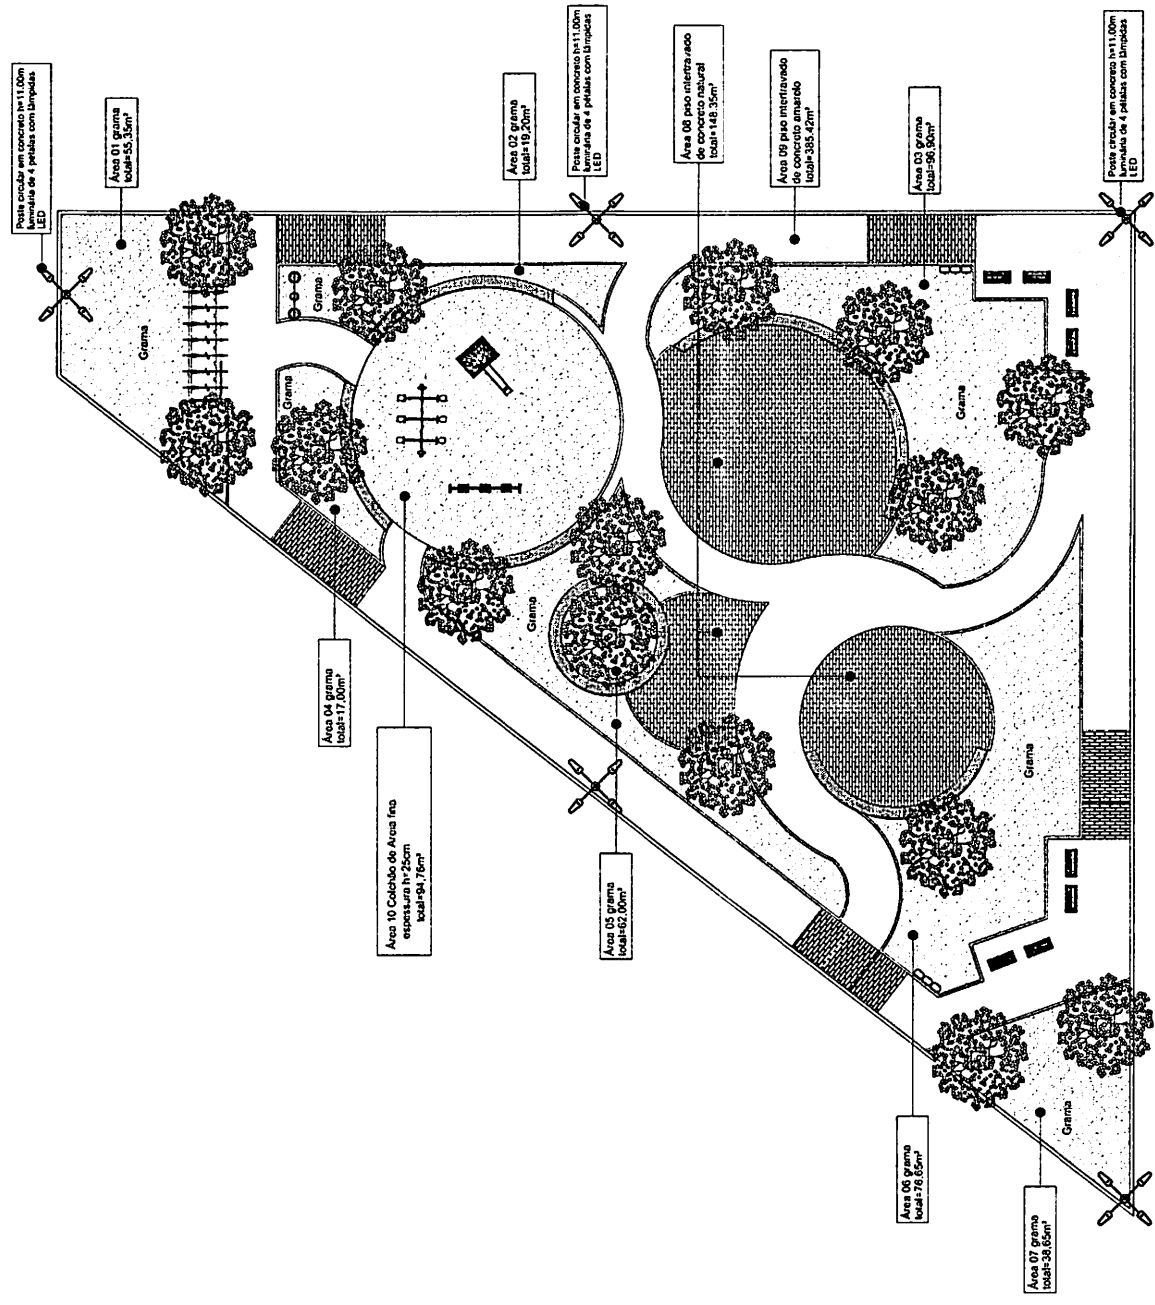 Poste circular em concreto h=11.00m
luminária de 4 pétalas com lâmpidas
LED
Área 01 grama
total=55,35m²
Área 02 grama
total=19,20m²
Poste circular em concreto h=11.00m
luminária de 4 pétalas com lâmpidas
LED
Área 08 piso intertravado
de concreto natural
total=148.35m²
Área 09 piso intertravado
de concreto amarelo
total=385.42m²
Área 03 grama
total=96,90m²
Poste circular em concreto h=11.00m
luminária de 4 pétalas com lâmpidas
LED
Grama
Grama
Grama
Grama
Grama
Grama
Grama
Área 04 grama
total=17,00m²
Área 10 Colchão de Areia fina
espessura h=25cm
total=94,76m²
Área 05 grama
total=62,00m²
Área 06 grama
total=76,65m²
Área 07 grama
total=38,65m²